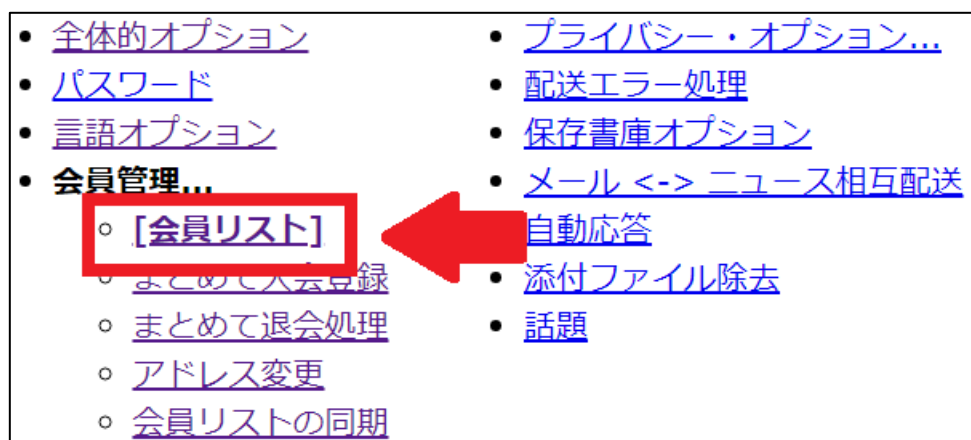 全体的オプション
パスワード
言語オプション
会員管理...
[会員リスト]
まとめて入会登録
まとめて退会処理
アドレス変更
会員リストの同期
プライバシー・オプション...
配送エラー処理
保存書庫オプション
メール <-> ニュース相互配送
自動応答
添付ファイル除去
話題